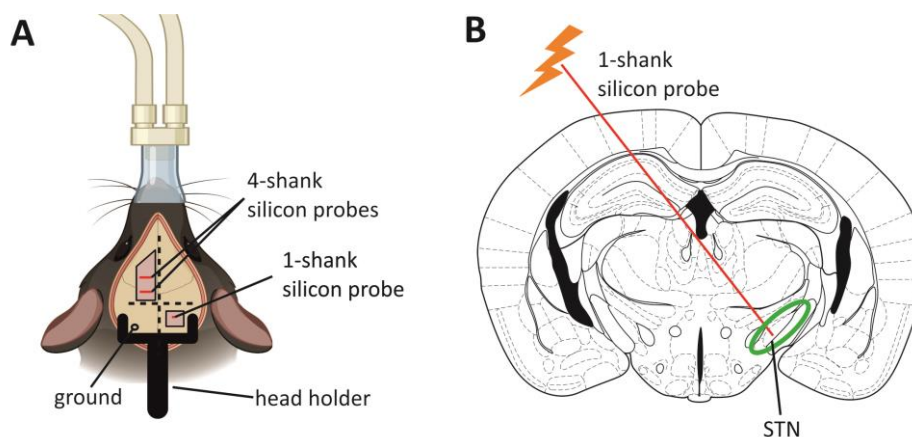 A
4-shank
silicon probes
1-shank
silicon probe
ground
head holder
B
1-shank
silicon probe
STN